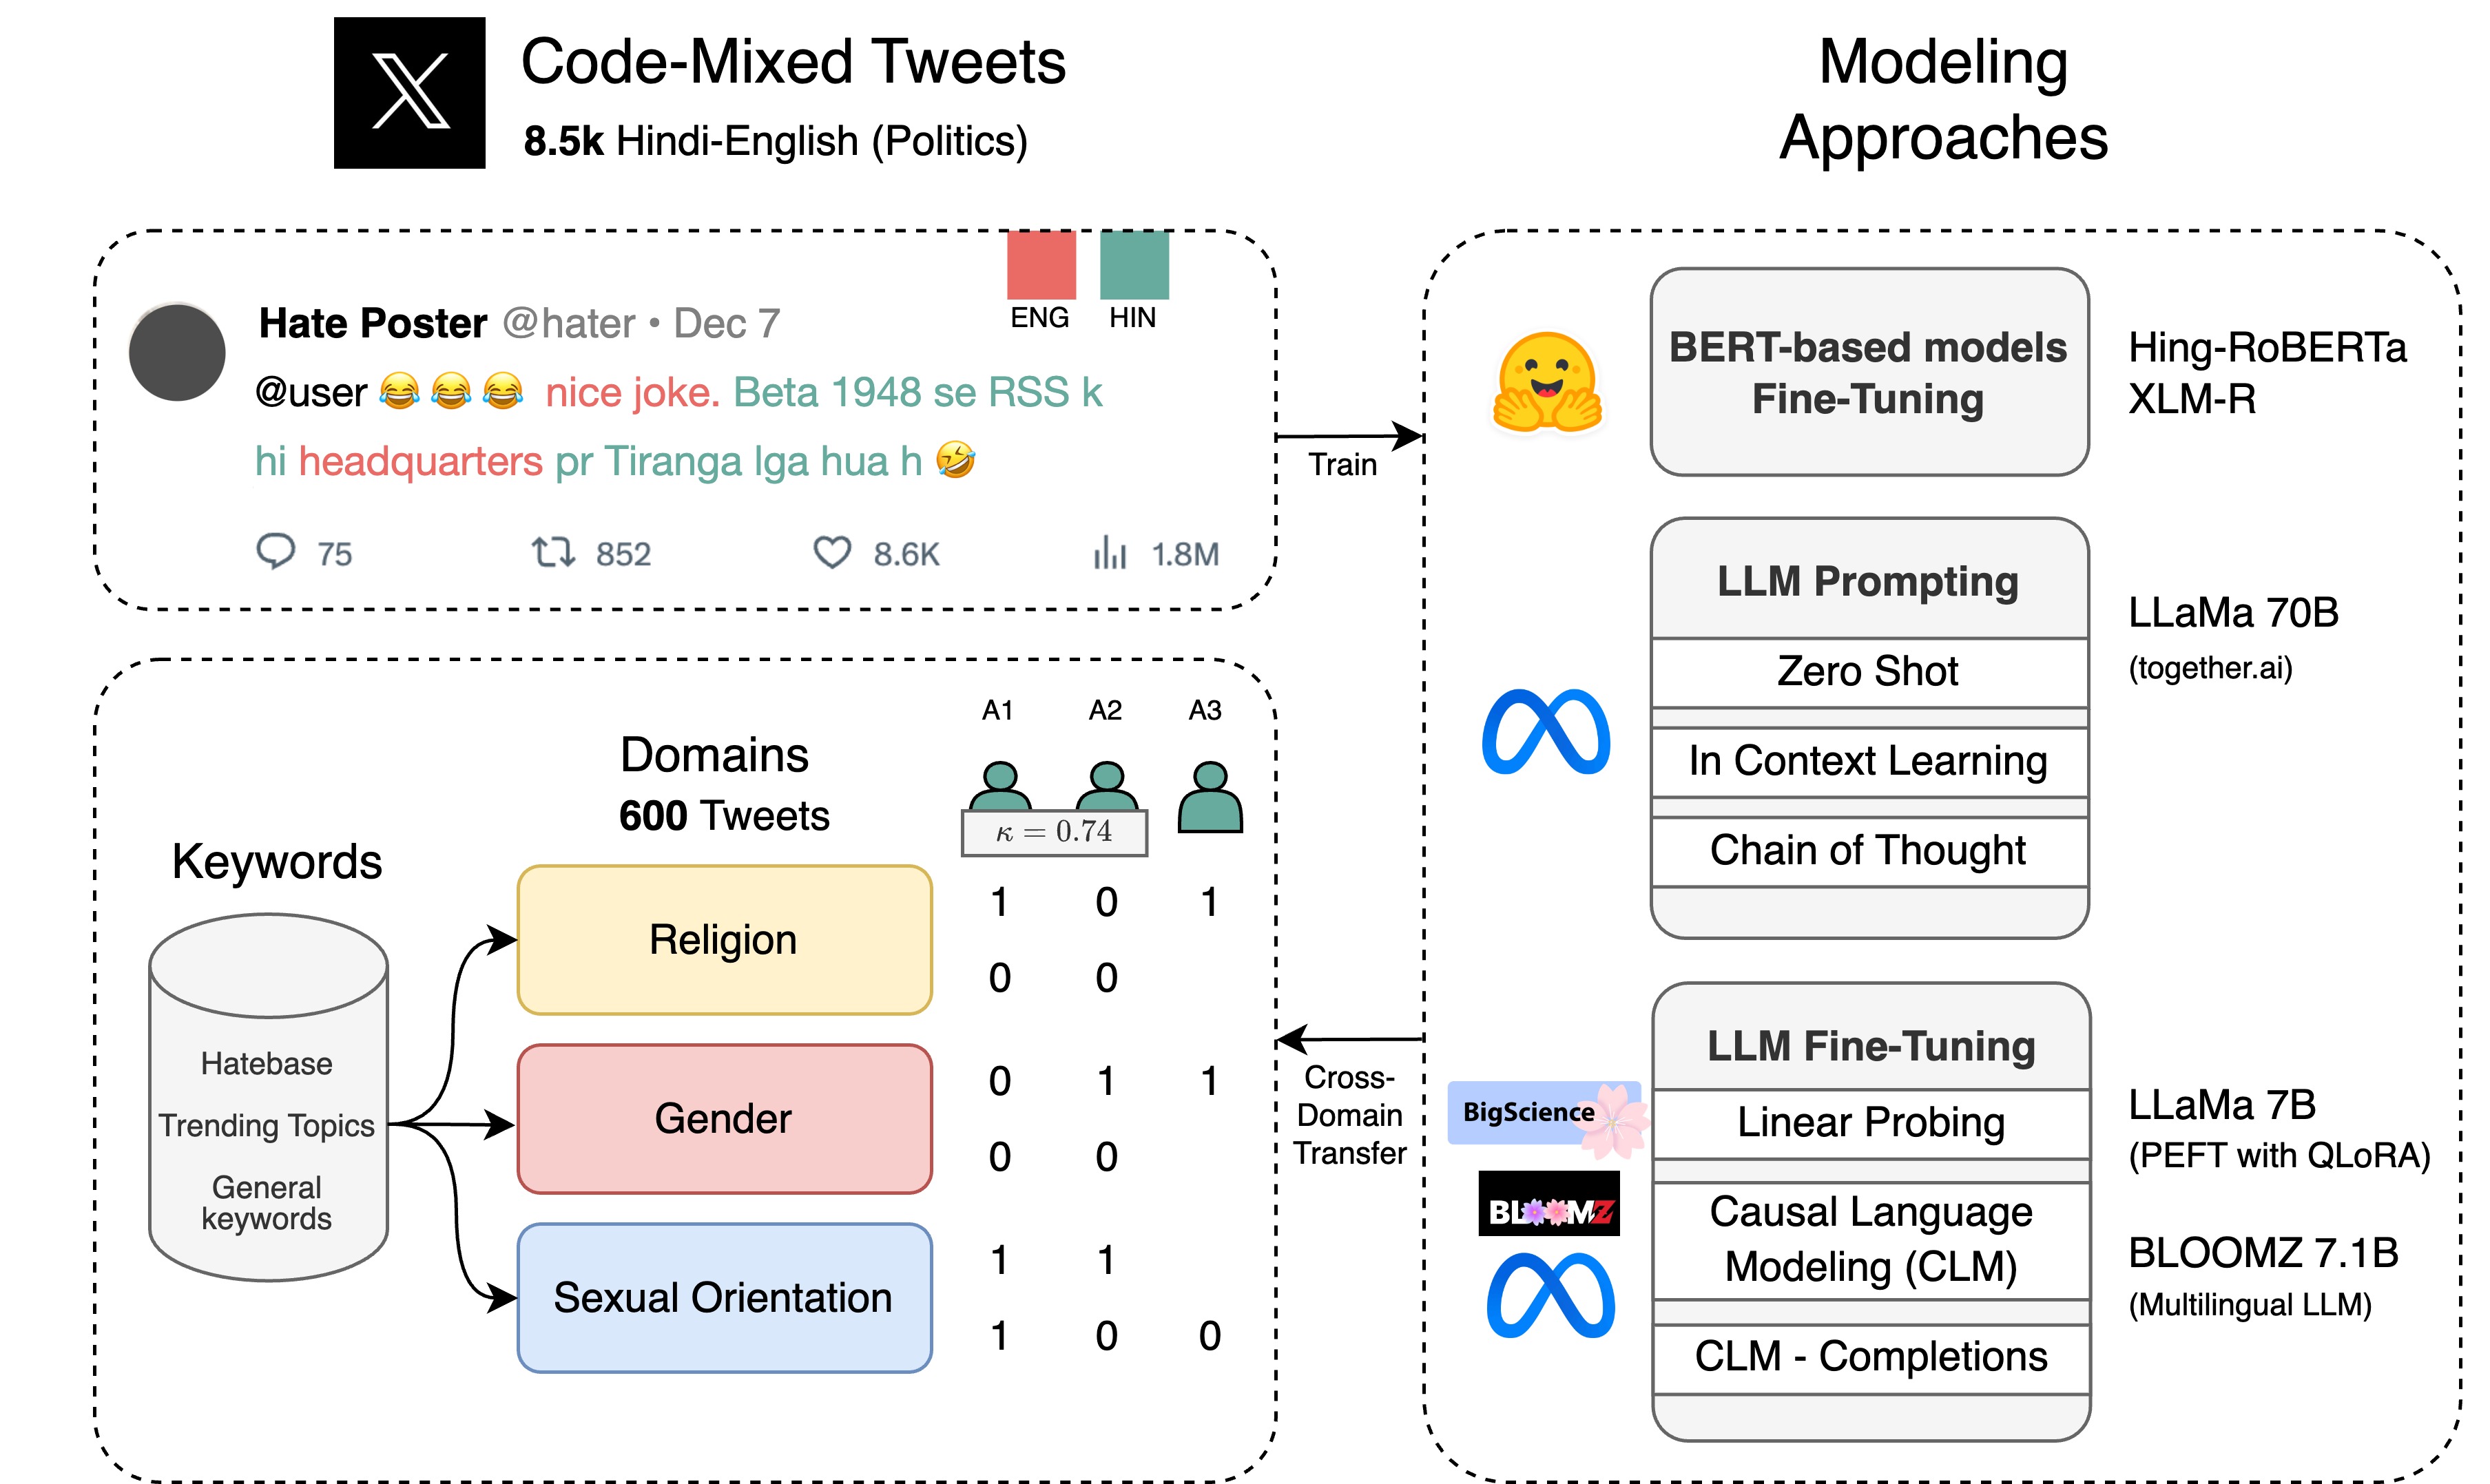 Code-Mixed Tweets
8.5k Hindi-English (Politics)
ENG HIN
Hate Poster @hater • Dec 7
@user 😂 😂 😂 nice joke. Beta 1948 se RSS k
hi headquarters pr Tiranga lga hua h 🤣
75 852 8.6K 1.8M
Train
A1 A2 A3
Domains
600 Tweets
κ = 0.74
Keywords
Hatebase
Trending Topics
General
keywords
Religion
1 0 1
0 0
Gender
0 1 1
0 0
Sexual Orientation
1 1
1 0 0
Cross-
Domain
Transfer
Modeling
Approaches
BERT-based models
Fine-Tuning
Hing-RoBERTa
XLM-R
LLM Prompting
Zero Shot
In Context Learning
Chain of Thought
LLaMa 70B
(together.ai)
LLM Fine-Tuning
Linear Probing
Causal Language
Modeling (CLM)
CLM - Completions
BigScience
BLOOMZ
LLaMa 7B
(PEFT with QLoRA)
BLOOMZ 7.1B
(Multilingual LLM)